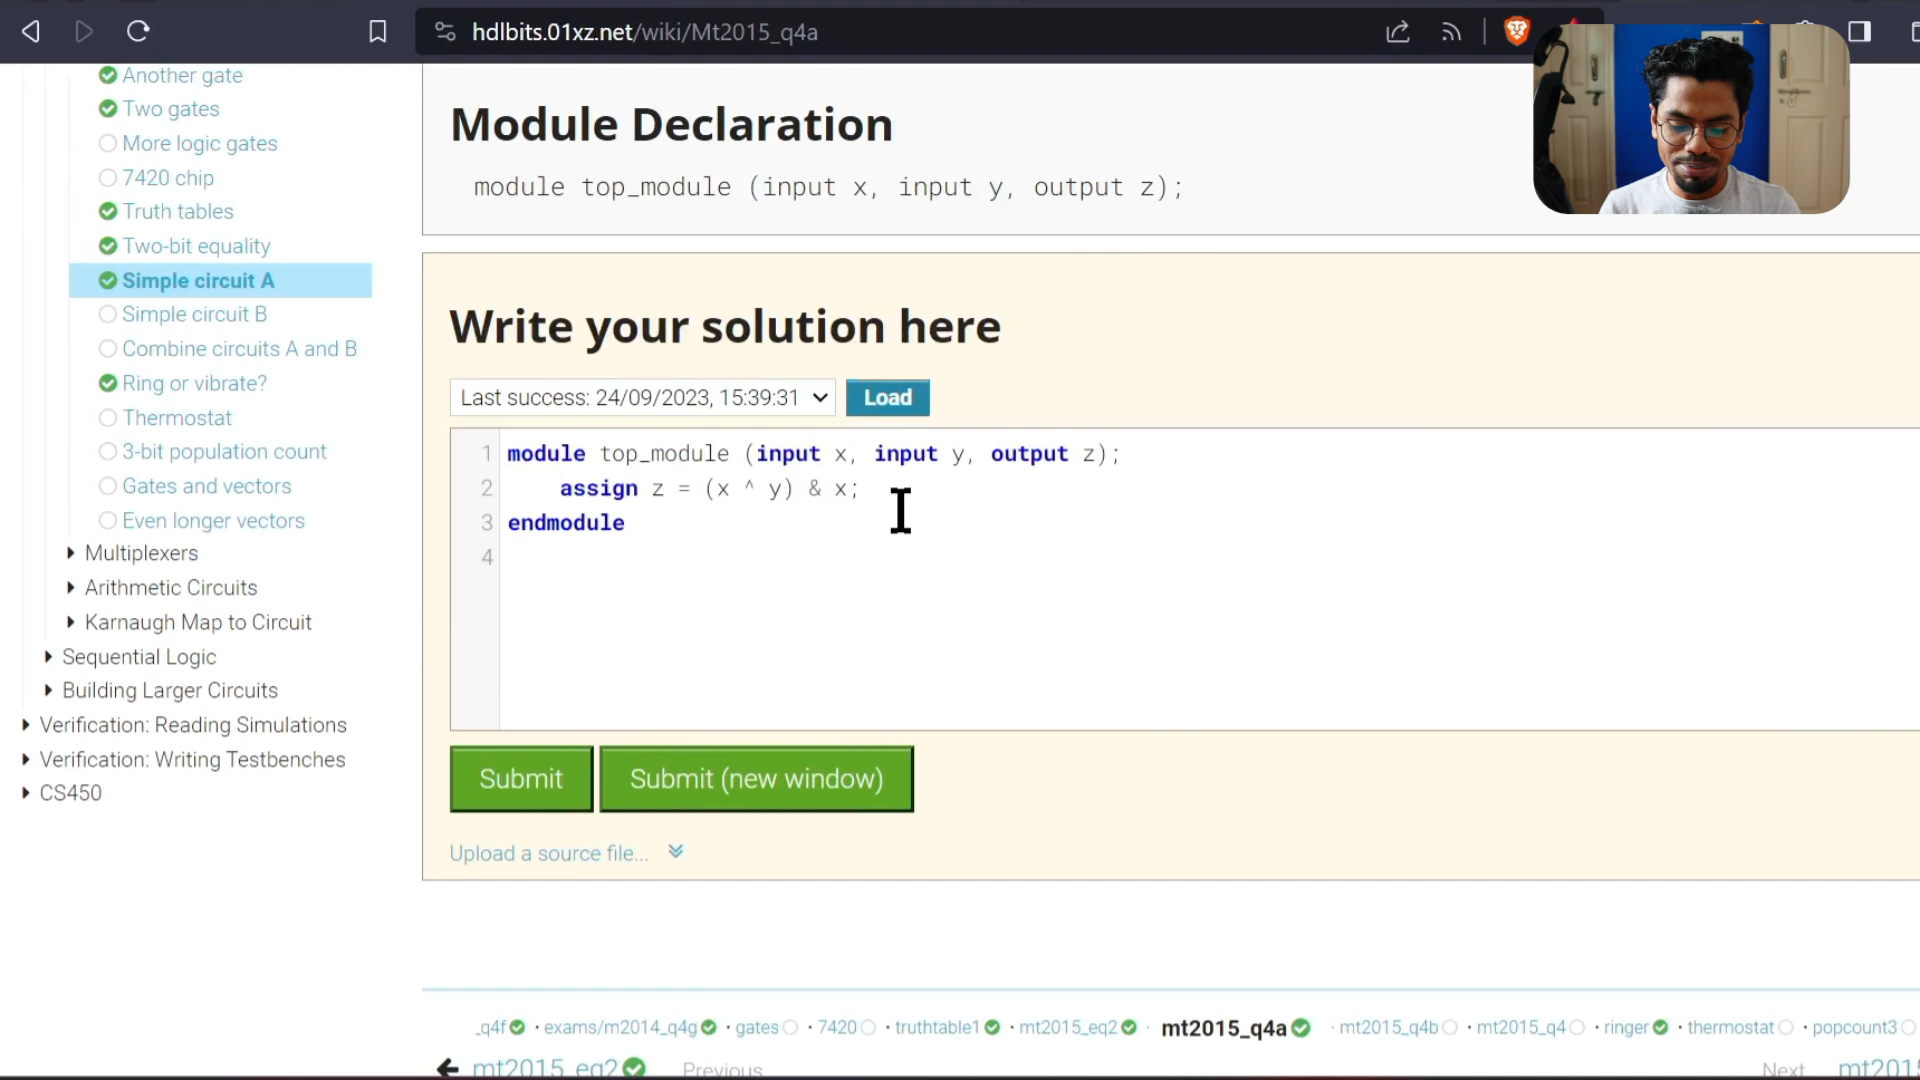 hdlbits.01xz.net/wiki/Mt2015_q4a
Another gate
Two gates
More logic gates
7420 chip
Truth tables
Two-bit equality
Simple circuit A
Simple circuit B
Combine circuits A and B
Ring or vibrate?
Thermostat
3-bit population count
Gates and vectors
Even longer vectors
Multiplexers
Arithmetic Circuits
Karnaugh Map to Circuit
Sequential Logic
Building Larger Circuits
Verification: Reading Simulations
Verification: Writing Testbenches
CS450
Module Declaration
module top_module (input x, input y, output z);
Write your solution here
Last success: 24/09/2023, 15:39:31 Load
1 module top_module (input x, input y, output z);
2 assign z = (x ^ y) & x;
3 endmodule
4
Submit Submit (new window)
Upload a source file...
_q4f · exams/m2014_q4g · gates · 7420 · truthtable1 · mt2015_eq2 · mt2015_q4a · mt2015_q4b · mt2015_q4 · ringer · thermostat · popcount3
mt2015_eq2 Previous Next mt201